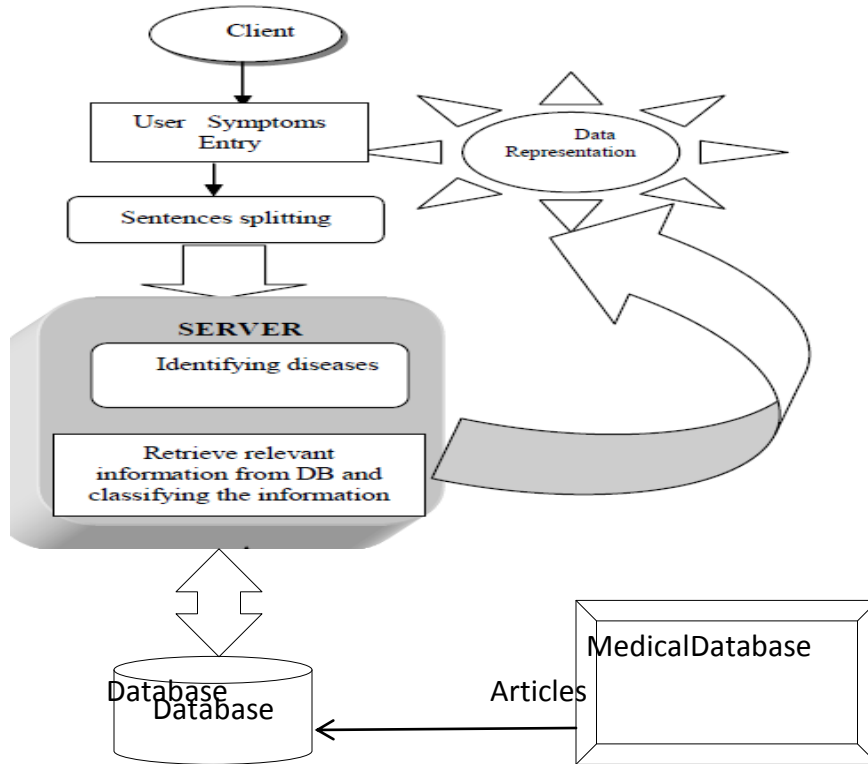 Client
User Symptoms
Entry
Data
Representation
Sentences splitting
SERVER
Identifying diseases
Retrieve relevant
information from DB and
classifying the information
MedicalDatabase
Database
Articles
Database